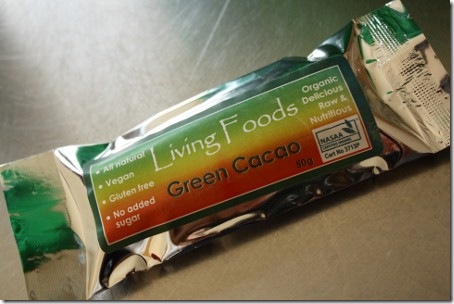 • All natural
• Vegan
• Gluten free
• No added
sugar
Living Foods
Green Cacao
80g
Organic
Delicious
Raw &
Nutritious
NASAA
Cert No 3713P